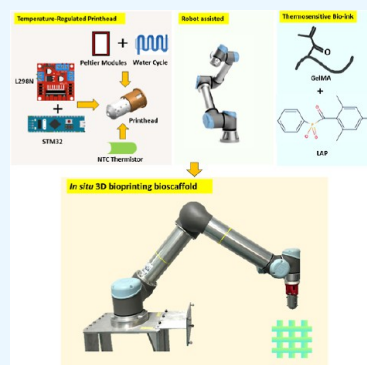 Temperature-Regulated Printhead
Robot assisted
Thermosensitive Bio-ink
Peltier Modules
Water Cycle
L298N
+
+
STM32
Printhead
NTC Thermistor
O
GelMA
+
O
O
LAP
In situ 3D bioprinting bioscaffold